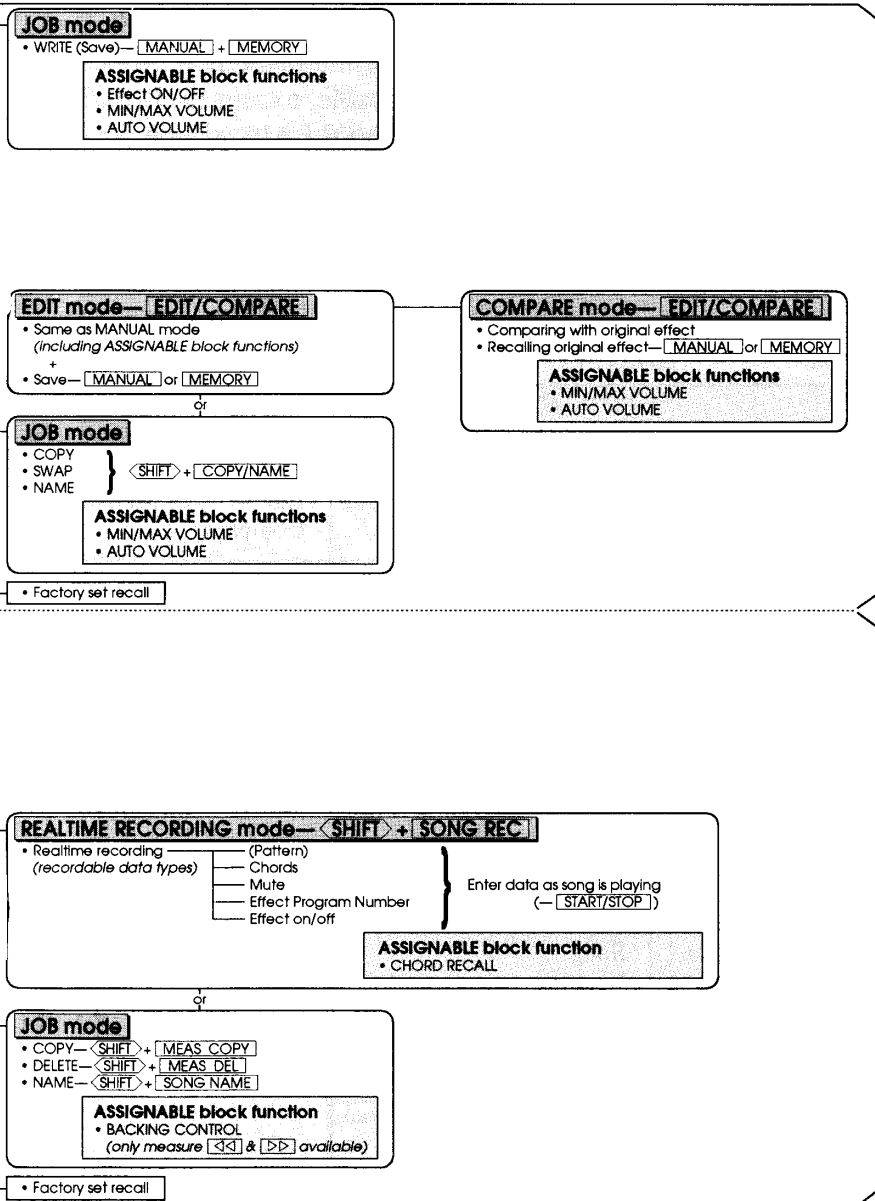 JOB mode
• WRITE (Save)— MANUAL + MEMORY
ASSIGNABLE block functions
• Effect ON/OFF
• MIN/MAX VOLUME
• AUTO VOLUME
EDIT mode— EDIT/COMPARE
• Same as MANUAL mode
(including ASSIGNABLE block functions)
+
• Save— MANUAL or MEMORY
or
COMPARE mode— EDIT/COMPARE
• Comparing with original effect
• Recalling original effect— MANUAL or MEMORY
ASSIGNABLE block functions
• MIN/MAX VOLUME
• AUTO VOLUME
JOB mode
• COPY
• SWAP
• NAME
SHIFT + COPY/NAME
ASSIGNABLE block functions
• MIN/MAX VOLUME
• AUTO VOLUME
• Factory set recall
REALTIME RECORDING mode— SHIFT + SONG REC
• Realtime recording
(recordable data types)
(Pattern)
Chords
Mute
Effect Program Number
Effect on/off
Enter data as song is playing
(— START/STOP )
ASSIGNABLE block function
• CHORD RECALL
or
JOB mode
• COPY— SHIFT + MEAS COPY
• DELETE— SHIFT + MEAS DEL
• NAME— SHIFT + SONG NAME
ASSIGNABLE block function
• BACKING CONTROL
(only measure ◁◁ & ▷▷ available)
• Factory set recall